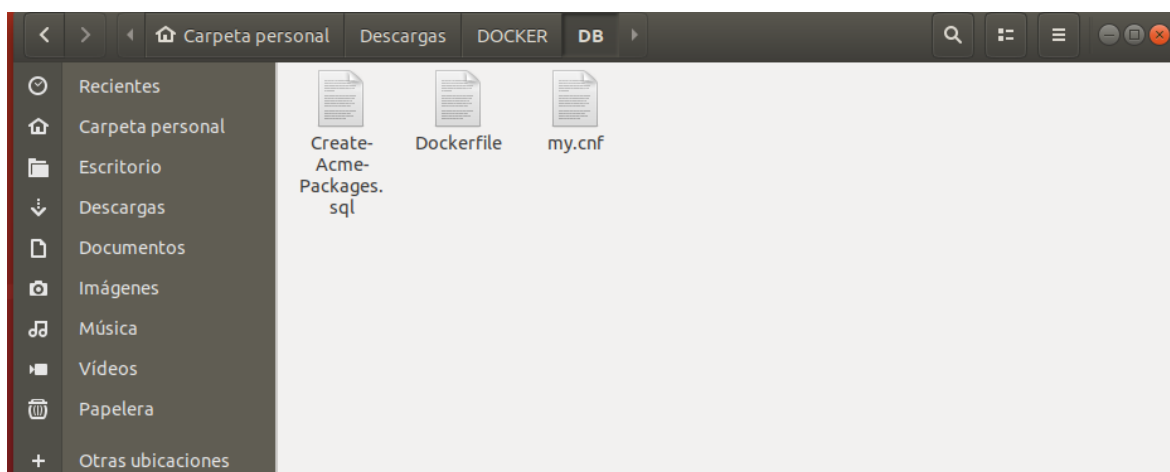 Carpeta personal Descargas DOCKER DB
Recientes
Carpeta personal
Escritorio
Descargas
Documentos
Imágenes
Música
Vídeos
Papelera
Otras ubicaciones
Create-
Acme-
Packages.
sql
Dockerfile
my.cnf